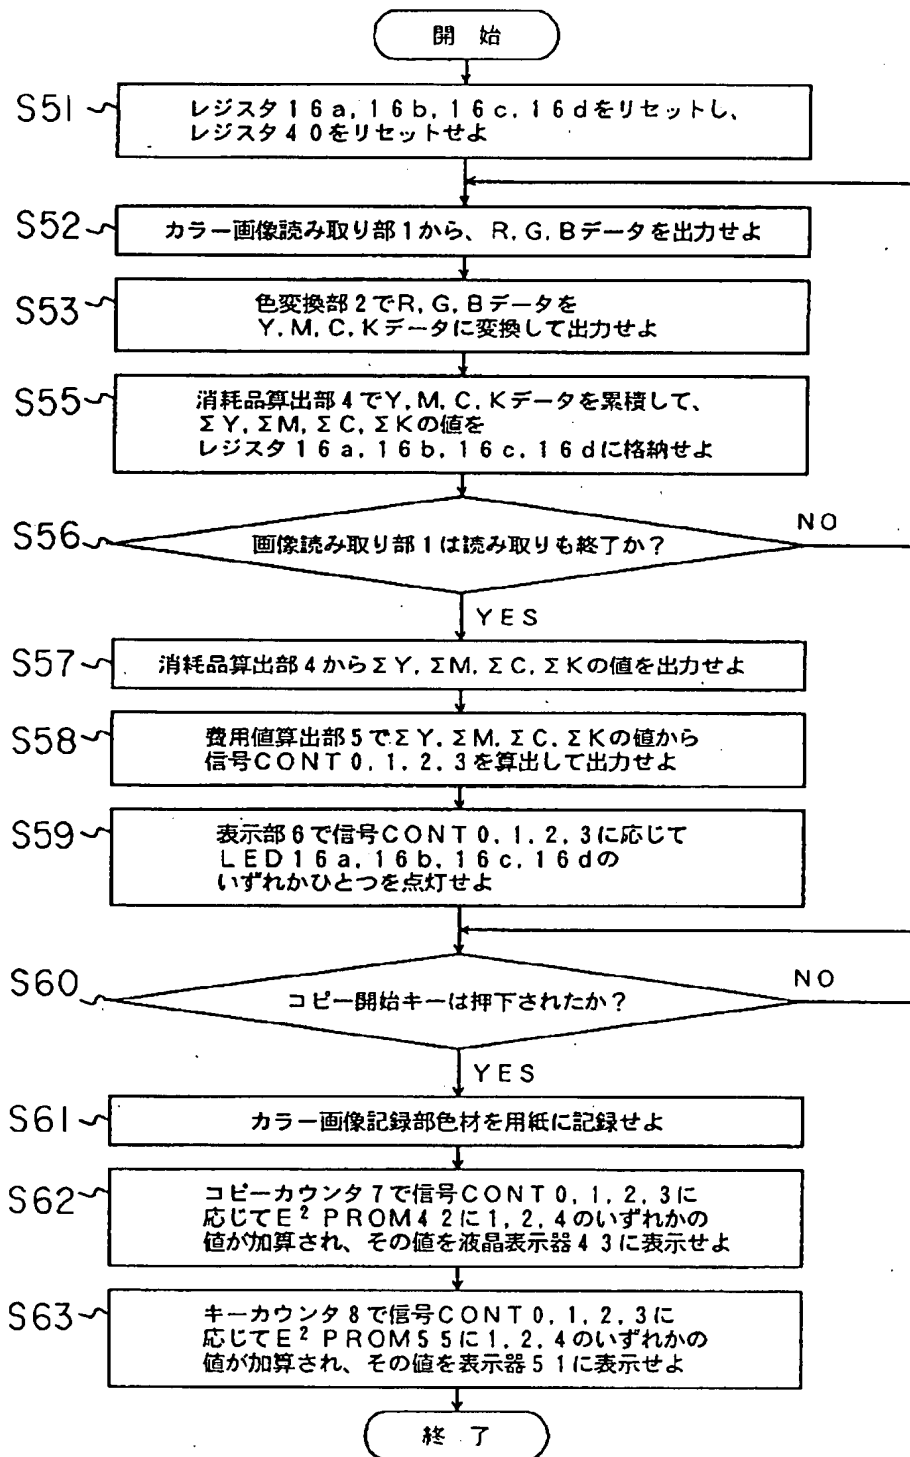 開 始
S51
レジスタ16a,16b,16c,16dをリセットし、
レジスタ40をリセットせよ
S52
カラー画像読み取り部1から、R,G,Bデータを出力せよ
S53
色変換部2でR,G,Bデータを
Y,M,C,Kデータに変換して出力せよ
S55
消耗品算出部4でY,M,C,Kデータを累積して、
ΣY,ΣM,ΣC,ΣKの値を
レジスタ16a,16b,16c,16dに格納せよ
S56
画像読み取り部1は読み取りも終了か?
NO
YES
S57
消耗品算出部4からΣY,ΣM,ΣC,ΣKの値を出力せよ
S58
費用値算出部5でΣY,ΣM,ΣC,ΣKの値から
信号CONT0,1,2,3を算出して出力せよ
S59
表示部6で信号CONT0,1,2,3に応じて
LED16a,16b,16c,16dの
いずれかひとつを点灯せよ
S60
コピー開始キーは押下されたか?
NO
YES
S61
カラー画像記録部色材を用紙に記録せよ
S62
コピーカウンタ7で信号CONT0,1,2,3に
応じてE² PROM42に1,2,4のいずれかの
値が加算され、その値を液晶表示器43に表示せよ
S63
キーカウンタ8で信号CONT0,1,2,3に
応じてE² PROM55に1,2,4のいずれかの
値が加算され、その値を表示器51に表示せよ
終 了